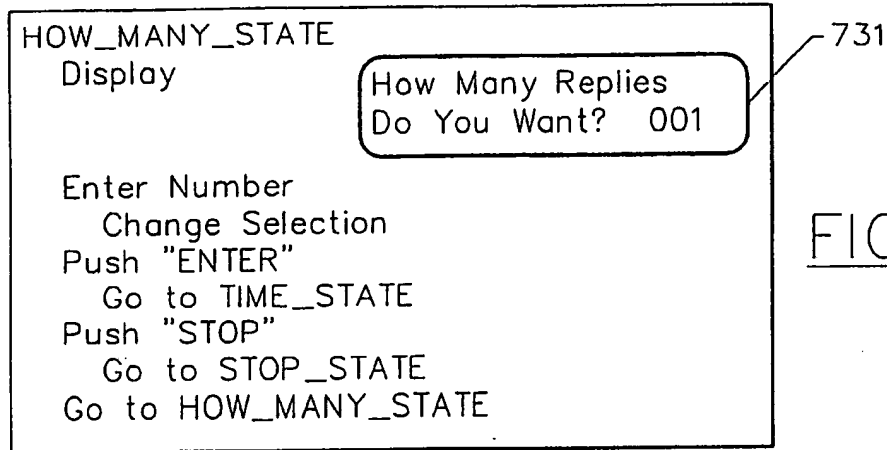 HOW_MANY_STATE
Display
How Many Replies
Do You Want? 001
731
Enter Number
Change Selection
Push "ENTER"
Go to TIME_STATE
Push "STOP"
Go to STOP_STATE
Go to HOW_MANY_STATE